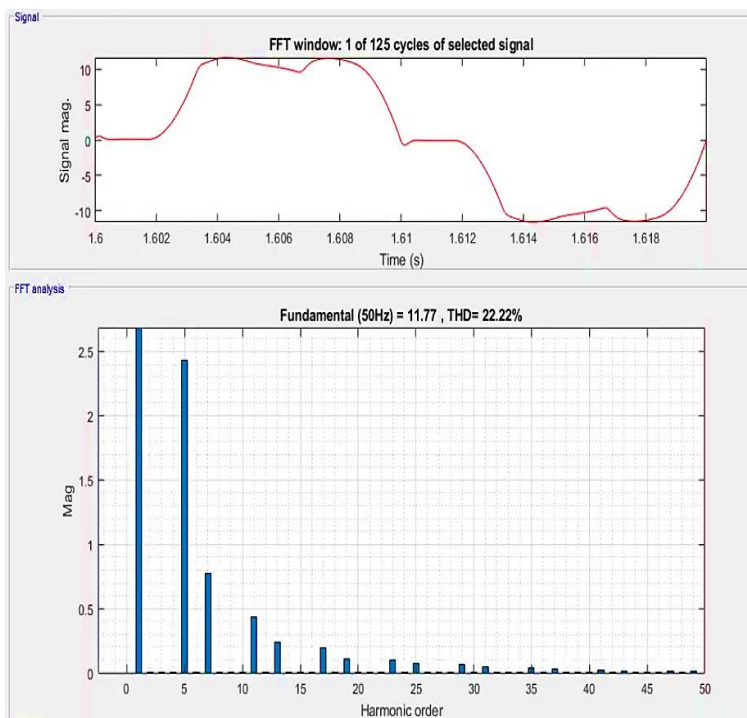 Signal
FFT window: 1 of 125 cycles of selected signal
Signal mag.
10
5
0
-5
-10
1.6 1.602 1.604 1.606 1.608 1.61 1.612 1.614 1.616 1.618
Time (s)
FFT analysis
Fundamental (50Hz) = 11.77 , THD= 22.22%
Mag
2.5
2
1.5
1
0.5
0
0 5 10 15 20 25 30 35 40 45 50
Harmonic order